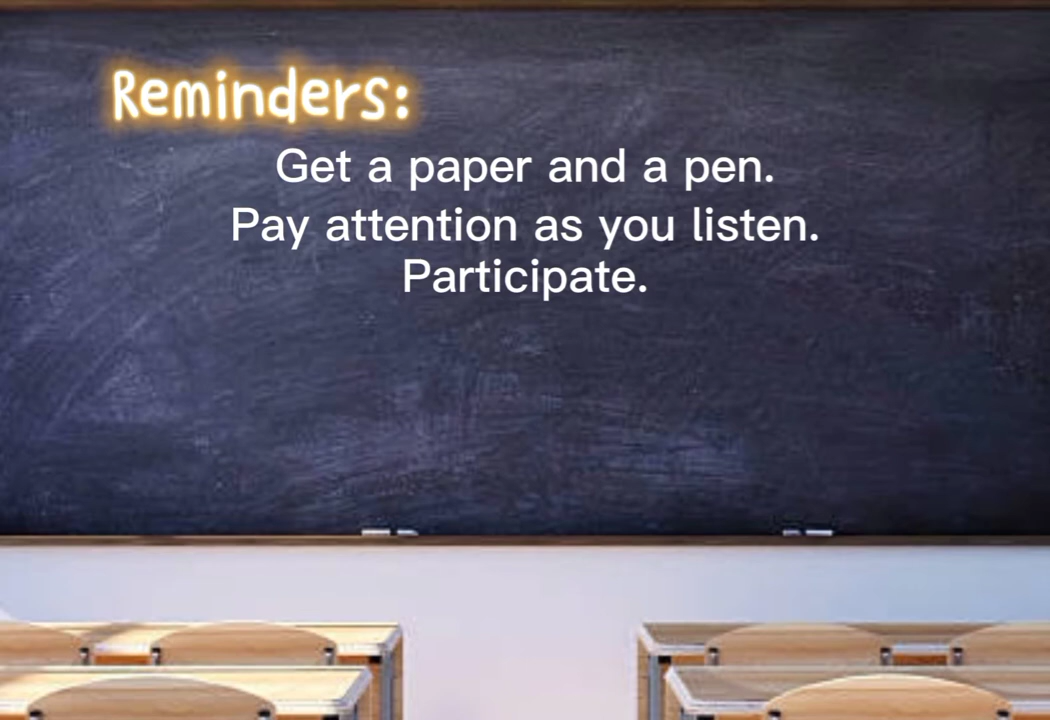 Reminders:
Get a paper and a pen.
Pay attention as you listen.
Participate.